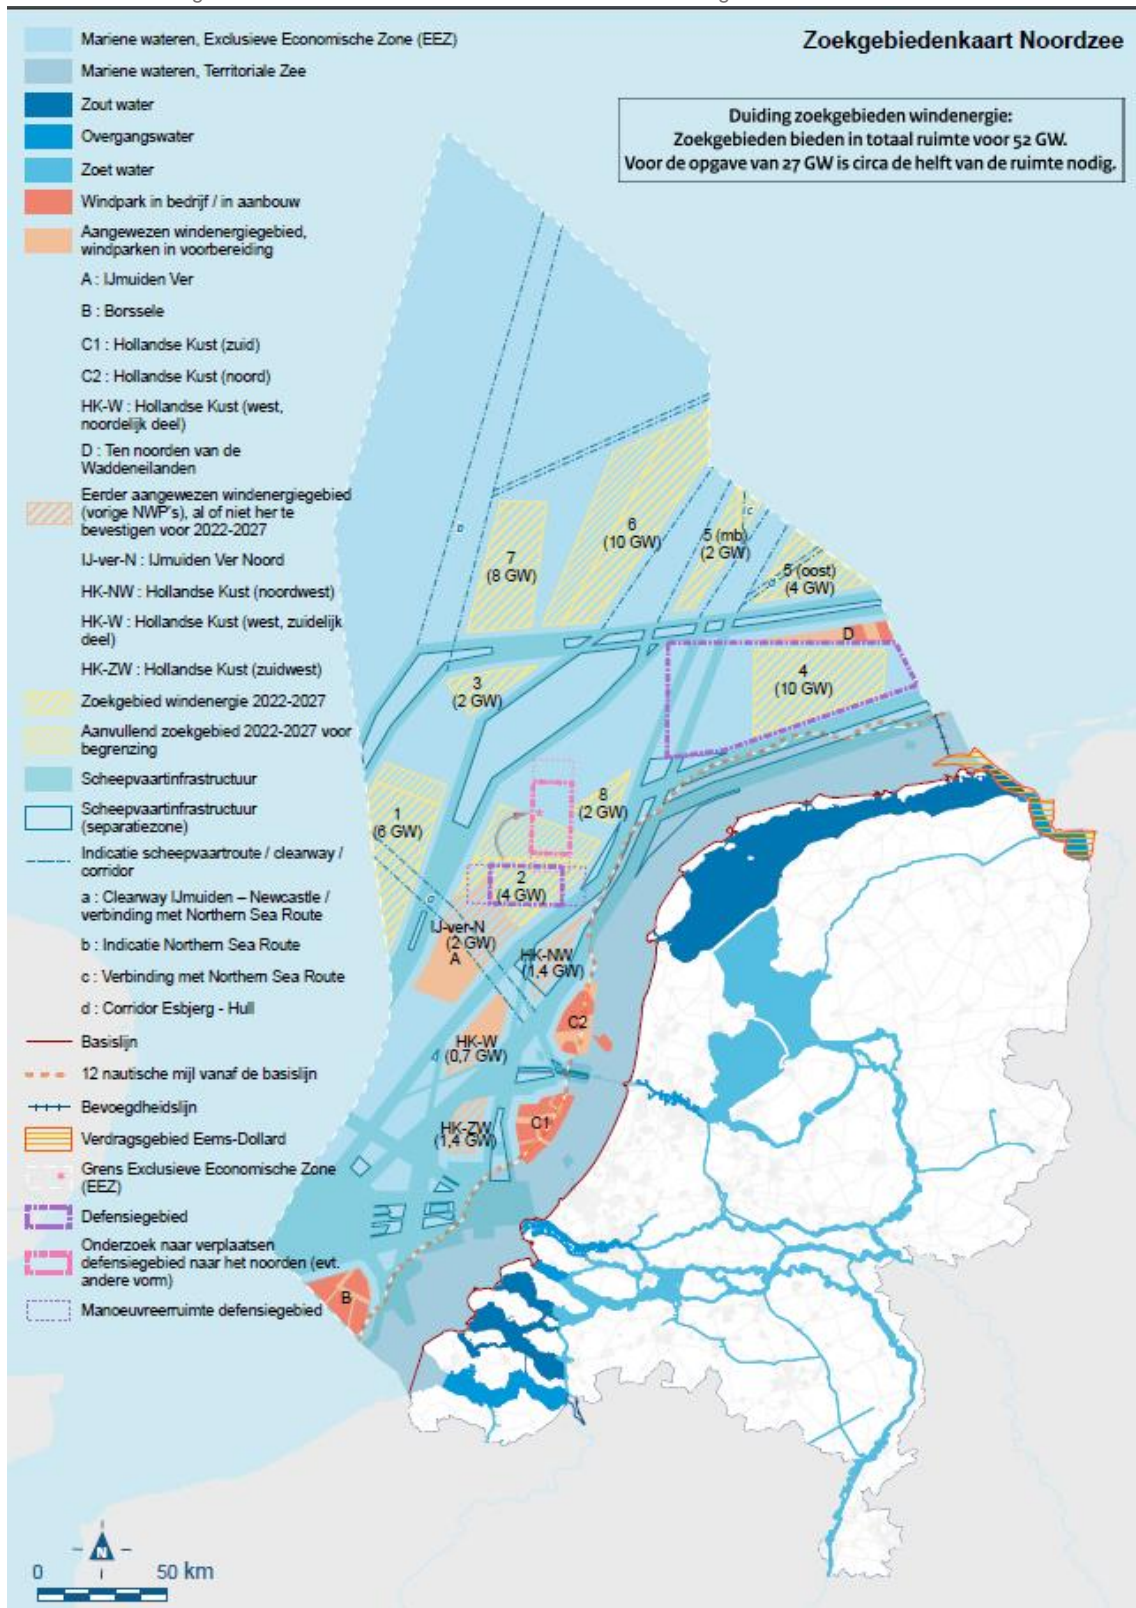 Zoekgebiedenkaart Noordzee
Duiding zoekgebieden windenergie:
Zoekgebieden bieden in totaal ruimte voor 52 GW.
Voor de opgave van 27 GW is circa de helft van de ruimte nodig.
Mariene wateren, Exclusieve Economische Zone (EEZ)
Mariene wateren, Territoriale Zee
Zout water
Overgangswater
Zoet water
Windpark in bedrijf / in aanbouw
Aangewezen windenergiegebied,
windparken in voorbereiding
A : IJmuiden Ver
B : Borssele
C1 : Hollandse Kust (zuid)
C2 : Hollandse Kust (noord)
HK-W : Hollandse Kust (west,
noordelijk deel)
D : Ten noorden van de
Waddeneilanden
Eerder aangewezen windenergiegebied
(vorige NWP's), al of niet her te
bevestigen voor 2022-2027
IJ-ver-N : IJmuiden Ver Noord
HK-NW : Hollandse Kust (noordwest)
HK-W : Hollandse Kust (west, zuidelijk
deel)
HK-ZW : Hollandse Kust (zuidwest)
Zoekgebied windenergie 2022-2027
Aanvullend zoekgebied 2022-2027 voor
begrenzing
Scheepvaartinfrastructuur
Scheepvaartinfrastructuur
(separatiezone)
Indicatie scheepvaartroute / clearway /
corridor
a : Clearway IJmuiden – Newcastle /
verbinding met Northern Sea Route
b : Indicatie Northern Sea Route
c : Verbinding met Northern Sea Route
d : Corridor Esbjerg - Hull
Basislijn
12 nautische mijl vanaf de basislijn
Bevoegdheidslijn
Verdragsgebied Eems-Dollard
Grens Exclusieve Economische Zone
(EEZ)
Defensiegebied
Onderzoek naar verplaatsen
defensiegebied naar het noorden (evt.
andere vorm)
Manoeuvreerruimte defensiegebied
6
(10 GW)
7
(8 GW)
5 (mb)
(2 GW)
c
5 (oost)
(4 GW)
D
4
(10 GW)
3
(2 GW)
8
(2 GW)
1
(6 GW)
2
(4 GW)
IJ-ver-N
(2 GW)
A
HK-NW
(1,4 GW)
C2
HK-W
(0,7 GW)
C1
HK-ZW
(1,4 GW)
B
N
0
50 km